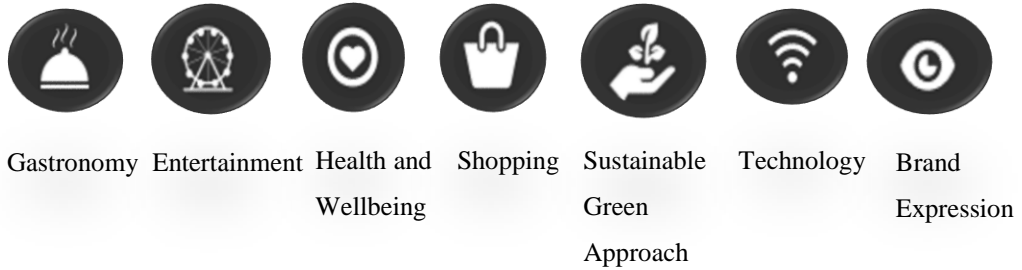 Gastronomy
Entertainment
Health and
Wellbeing
Shopping
Sustainable
Green
Approach
Technology
Brand
Expression